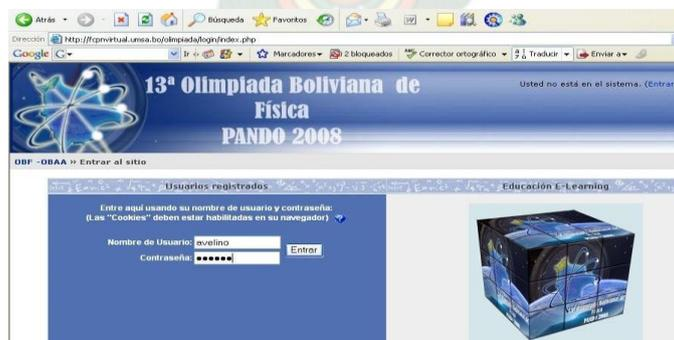 Atrás Búsqueda Favoritos
Dirección http://fcpnvirtual.umsa.bo/olimpiada/login/index.php
Google G Ir Marcadores 2 bloqueados Corrector ortográfico Traducir Enviar a
13ª Olimpiada Boliviana de
Física
PANDO 2008
Usted no está en el sistema. (Entrar
OBF -OBAA » Entrar al sitio
Usuarios registrados
Entre aquí usando su nombre de usuario y contraseña:
(Las "Cookies" deben estar habilitadas en su navegador)
Nombre de Usuario: avelino
Contraseña: ●●●●●●
Entrar
Educación E-Learning
PANDO 2008